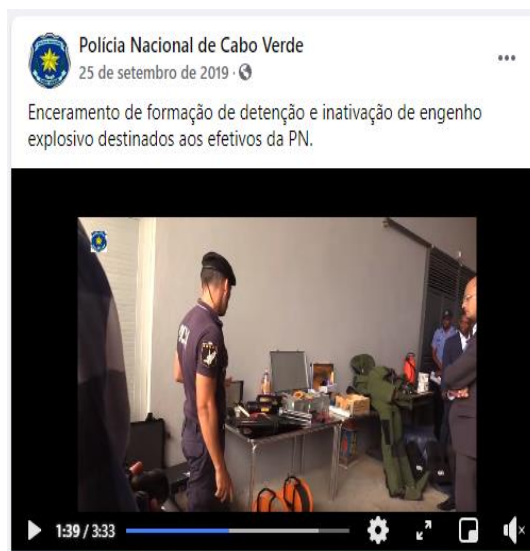 Polícia Nacional de Cabo Verde
25 de setembro de 2019 ·
Enceramento de formação de detenção e inativação de engenho
explosivo destinados aos efetivos da PN.
1:39 / 3:33